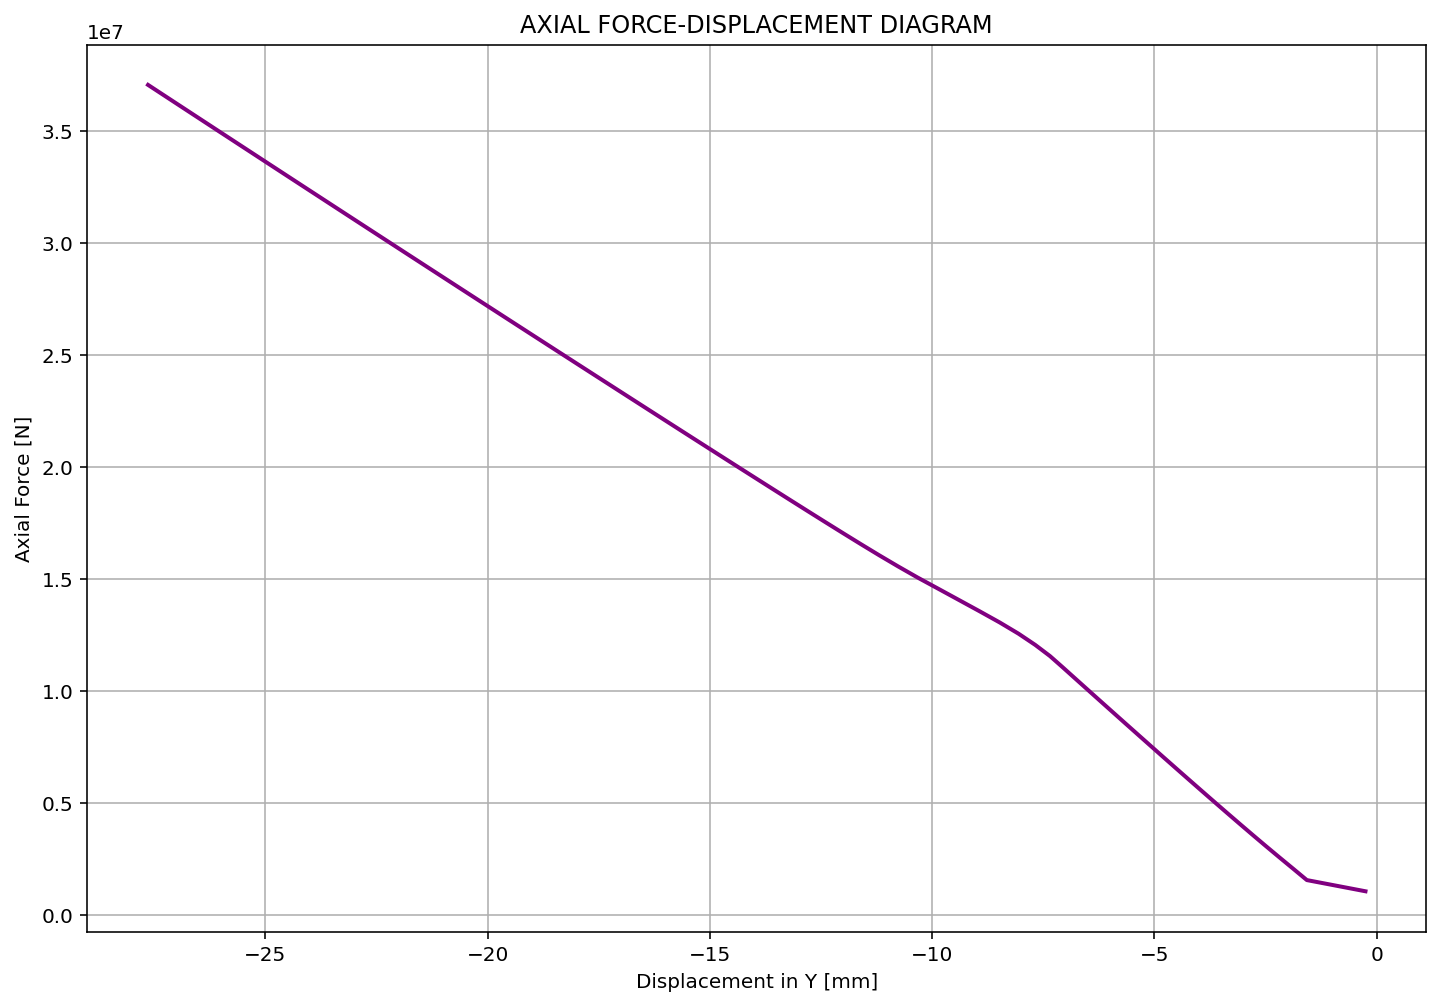 AXIAL FORCE-DISPLACEMENT DIAGRAM
1e7
3.5
3.0
2.5
2.0
1.5
1.0
0.5
0.0
Axial Force [N]
−25 −20 −15 −10 −5 0
Displacement in Y [mm]